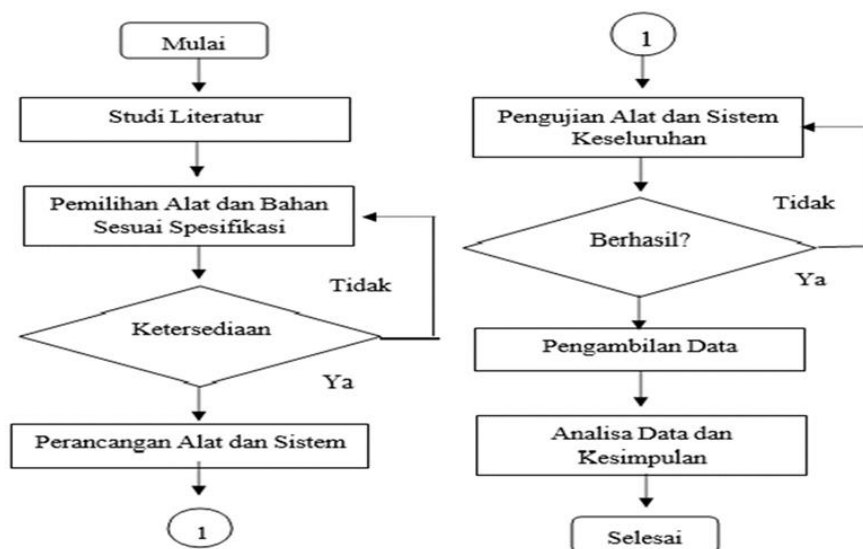 Mulai
Studi Literatur
Pemilihan Alat dan Bahan
Sesuai Spesifikasi
Tidak
Ketersediaan
Ya
Perancangan Alat dan Sistem
1
1
Pengujian Alat dan Sistem
Keseluruhan
Tidak
Berhasil?
Ya
Pengambilan Data
Analisa Data dan
Kesimpulan
Selesai